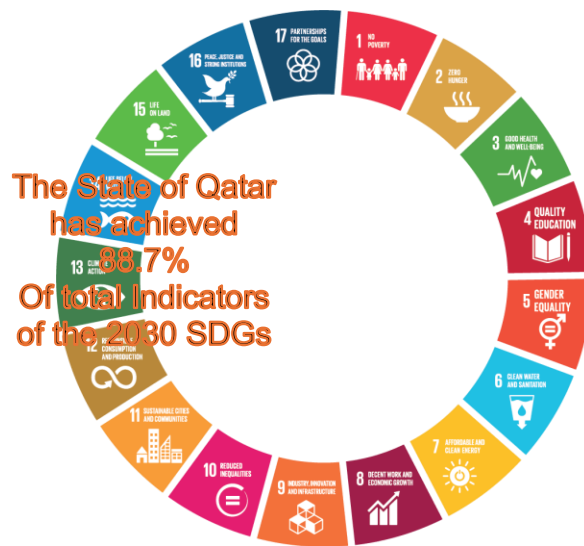 17 PARTNERSHIPS
FOR THE GOALS
1 NO
POVERTY
2 ZERO
HUNGER
3 GOOD HEALTH
AND WELL-BEING
4 QUALITY
EDUCATION
5 GENDER
EQUALITY
6 CLEAN WATER
AND SANITATION
7 AFFORDABLE AND
CLEAN ENERGY
8 DECENT WORK AND
ECONOMIC GROWTH
9 INDUSTRY, INNOVATION
AND INFRASTRUCTURE
10 REDUCED
INEQUALITIES
11 SUSTAINABLE CITIES
AND COMMUNITIES
CONSUMPTION
AND PRODUCTION
13
ACTION
15 LIFE
ON LAND
16 PEACE, JUSTICE AND
STRONG INSTITUTIONS
The State of Qatar
has achieved
88.7%
Of total Indicators
of the 2030 SDGs